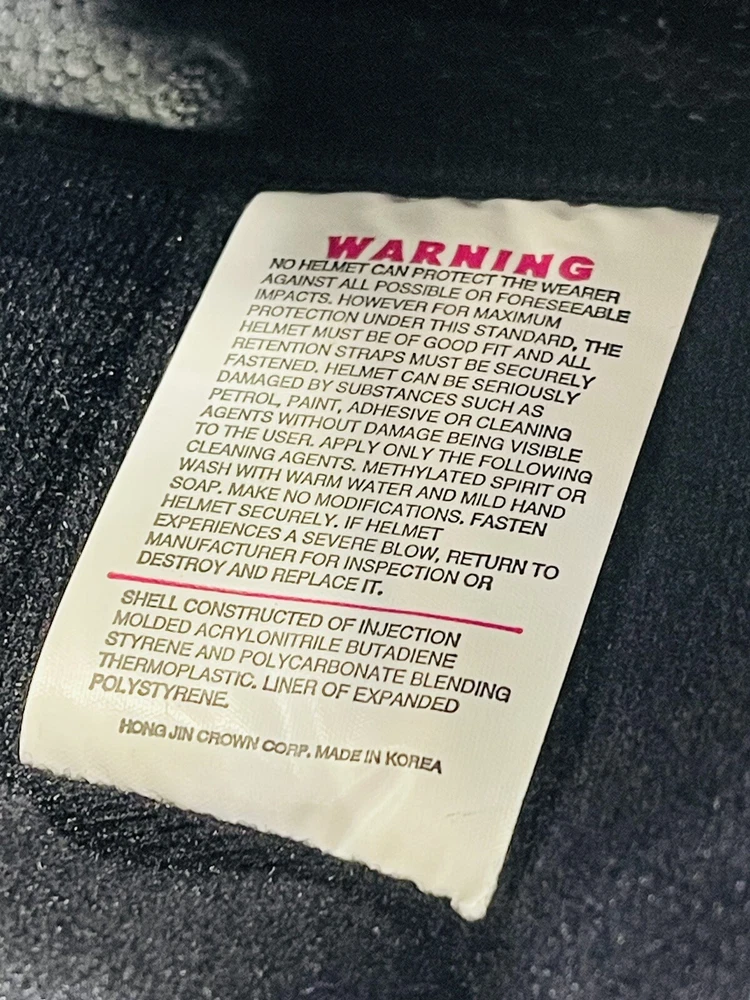 WARNING
NO HELMET CAN PROTECT THE WEARER
AGAINST ALL POSSIBLE OR FORESEEABLE
IMPACTS. HOWEVER FOR MAXIMUM
PROTECTION UNDER THIS STANDARD, THE
HELMET MUST BE OF GOOD FIT AND ALL
RETENTION STRAPS MUST BE SECURELY
FASTENED. HELMET CAN BE SERIOUSLY
DAMAGED BY SUBSTANCES SUCH AS
PETROL, PAINT, ADHESIVE OR CLEANING
AGENTS WITHOUT DAMAGE BEING VISIBLE
TO THE USER. APPLY ONLY THE FOLLOWING
CLEANING AGENTS. METHYLATED SPIRIT OR
WASH WITH WARM WATER AND MILD HAND
SOAP. MAKE NO MODIFICATIONS. FASTEN
HELMET SECURELY. IF HELMET
EXPERIENCES A SEVERE BLOW, RETURN TO
MANUFACTURER FOR INSPECTION OR
DESTROY AND REPLACE IT.
SHELL CONSTRUCTED OF INJECTION
MOLDED ACRYLONITRILE BUTADIENE
STYRENE AND POLYCARBONATE BLENDING
THERMOPLASTIC. LINER OF EXPANDED
POLYSTYRENE.
HONG JIN CROWN CORP. MADE IN KOREA